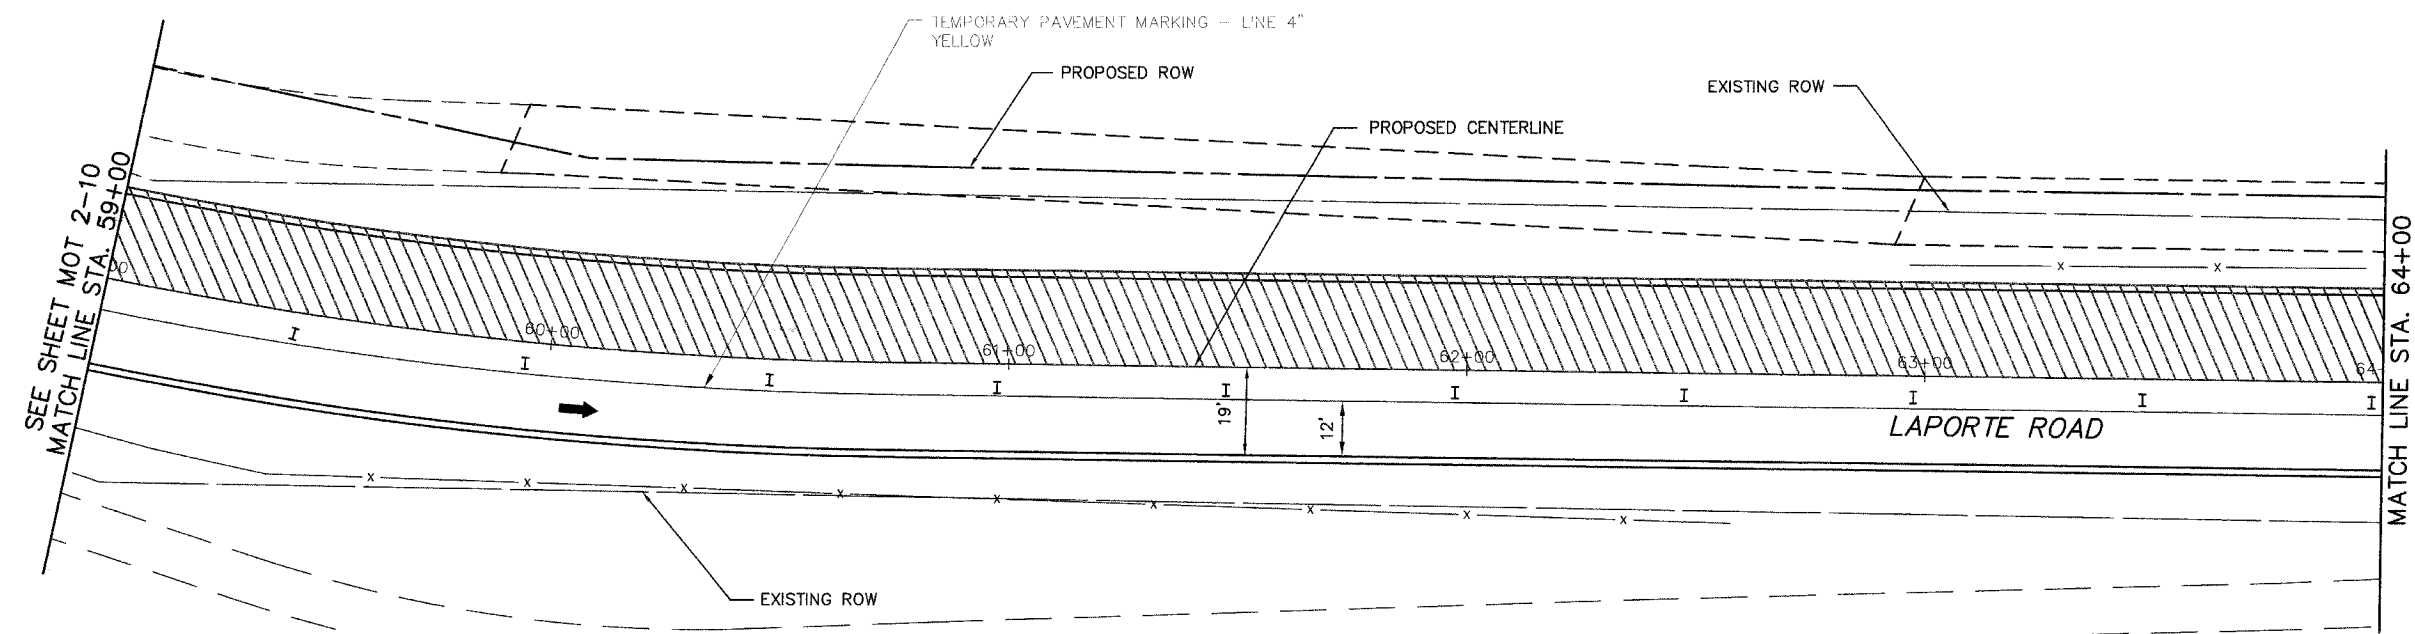 TEMPORARY PAVEMENT MARKING - LINE 4"
YELLOW
PROPOSED ROW
EXISTING ROW
PROPOSED CENTERLINE
SEE SHEET MOT 2-10
MATCH LINE STA. 59+00
00
60+00
61+00
62+00
63+00
64
19'
12'
LAPORTE ROAD
MATCH LINE STA. 64+00
EXISTING ROW